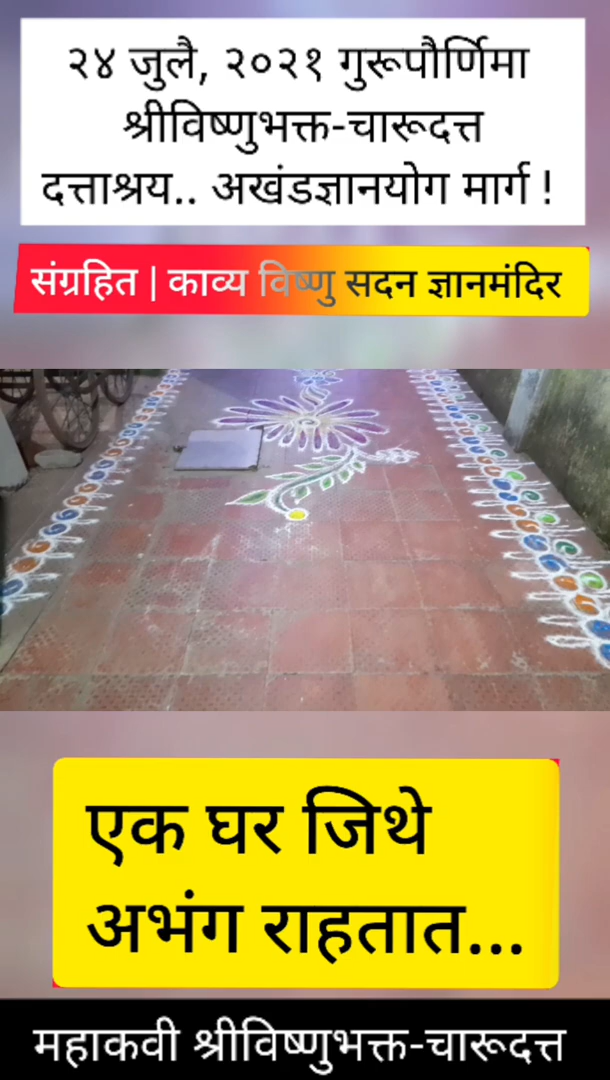 २४ जुलै, २०२१ गुरूपौर्णिमा
श्रीविष्णुभक्त-चारूदत्त
दत्ताश्रय.. अखंडज्ञानयोग मार्ग !
संग्रहित | काव्य विष्णु सदन ज्ञानमंदिर
एक घर जिथे
अभंग राहतात...
महाकवी श्रीविष्णुभक्त-चारूदत्त